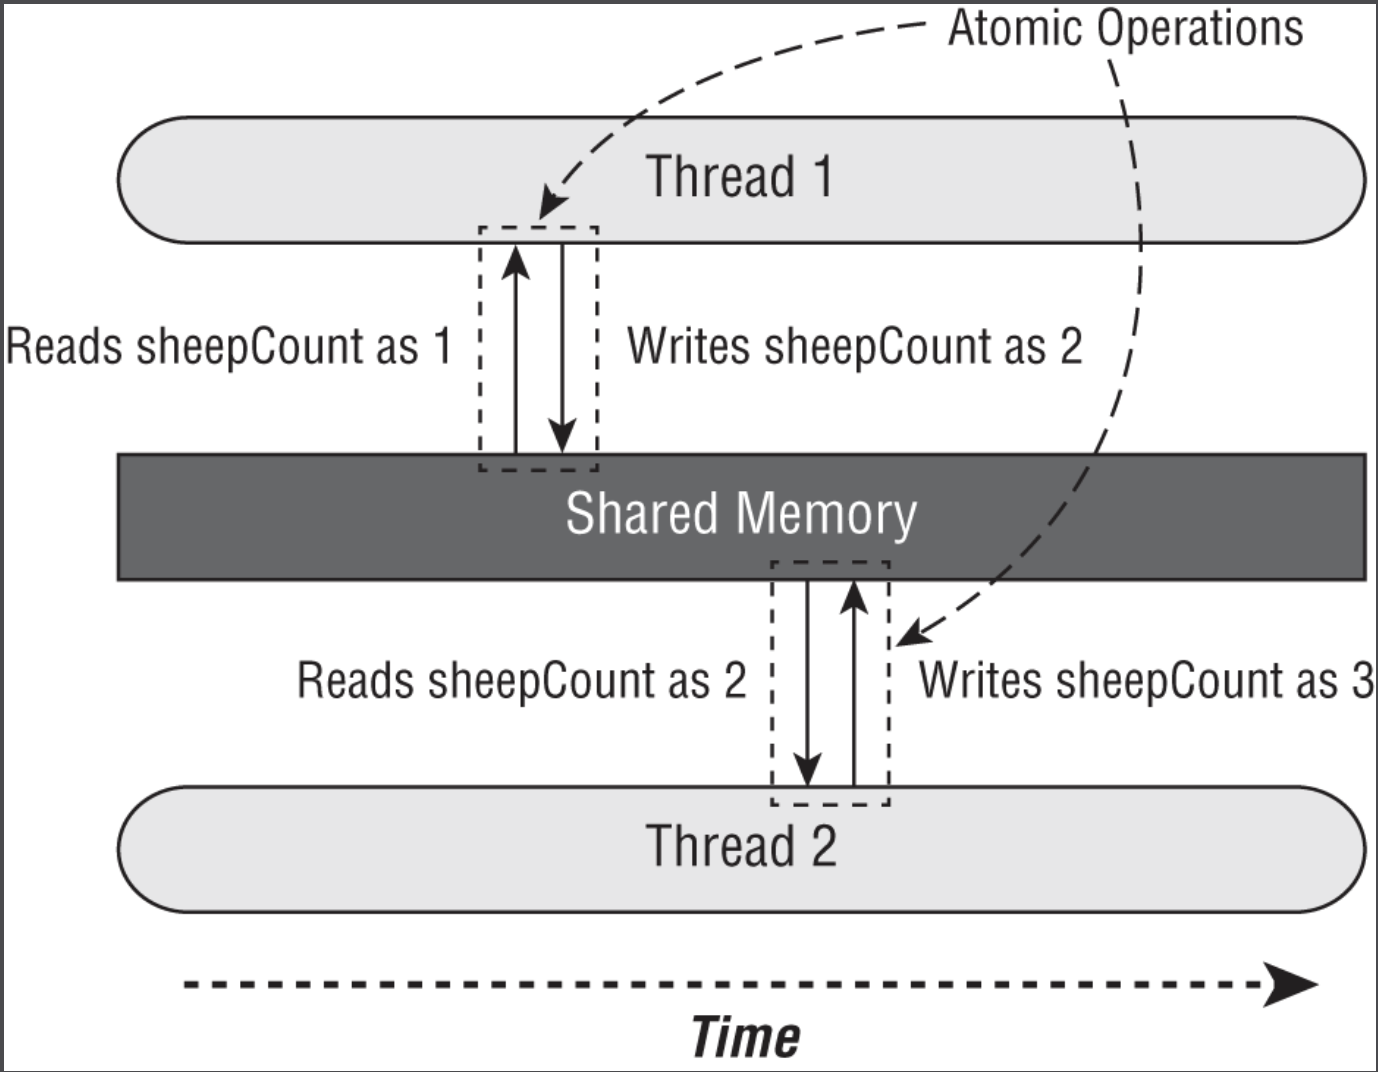 Atomic Operations
Thread 1
Reads sheepCount as 1
Writes sheepCount as 2
Shared Memory
Reads sheepCount as 2
Writes sheepCount as 3
Thread 2
Time